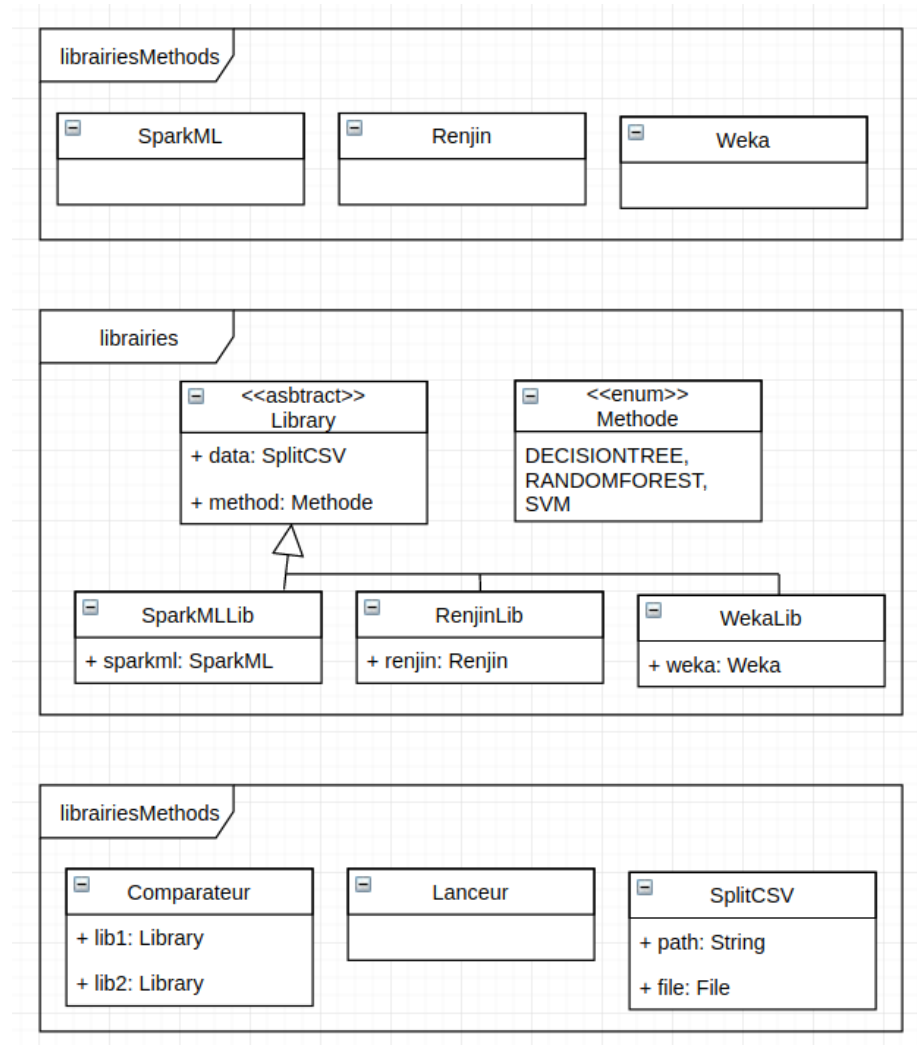 librairiesMethods
SparkML
Renjin
Weka
librairies
<<asbtract>>
Library
+ data: SplitCSV
+ method: Methode
<<enum>>
Methode
DECISIONTREE,
RANDOMFOREST,
SVM
SparkMLLib
+ sparkml: SparkML
RenjinLib
+ renjin: Renjin
WekaLib
+ weka: Weka
librairiesMethods
Comparateur
+ lib1: Library
+ lib2: Library
Lanceur
SplitCSV
+ path: String
+ file: File